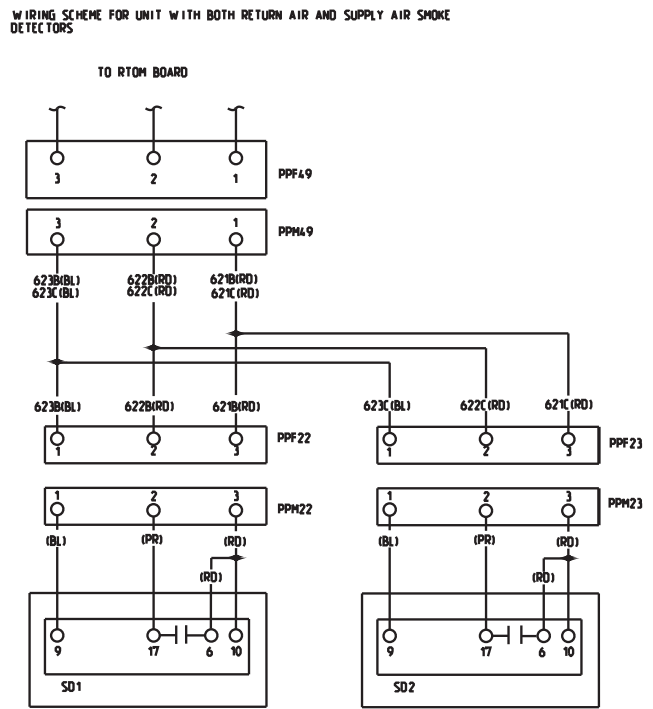 WIRING SCHEME FOR UNIT WITH BOTH RETURN AIR AND SUPPLY AIR SMOKE
DETECTORS
TO RTOM BOARD
3 2 1 PPF49
3 2 1 PPM49
623B(BL) 622B(RD) 621B(RD)
623C(BL) 622C(RD) 621C(RD)
623B(BL) 622B(RD) 621B(RD) 623C(BL) 622C(RD) 621C(RD)
1 2 3 PPF22 1 2 3 PPF23
1 2 3 PPM22 1 2 3 PPM23
(BL) (PR) (RD) (BL) (PR) (RD)
(RD) (RD)
9 17 6 10 9 17 6 10
SD1 SD2